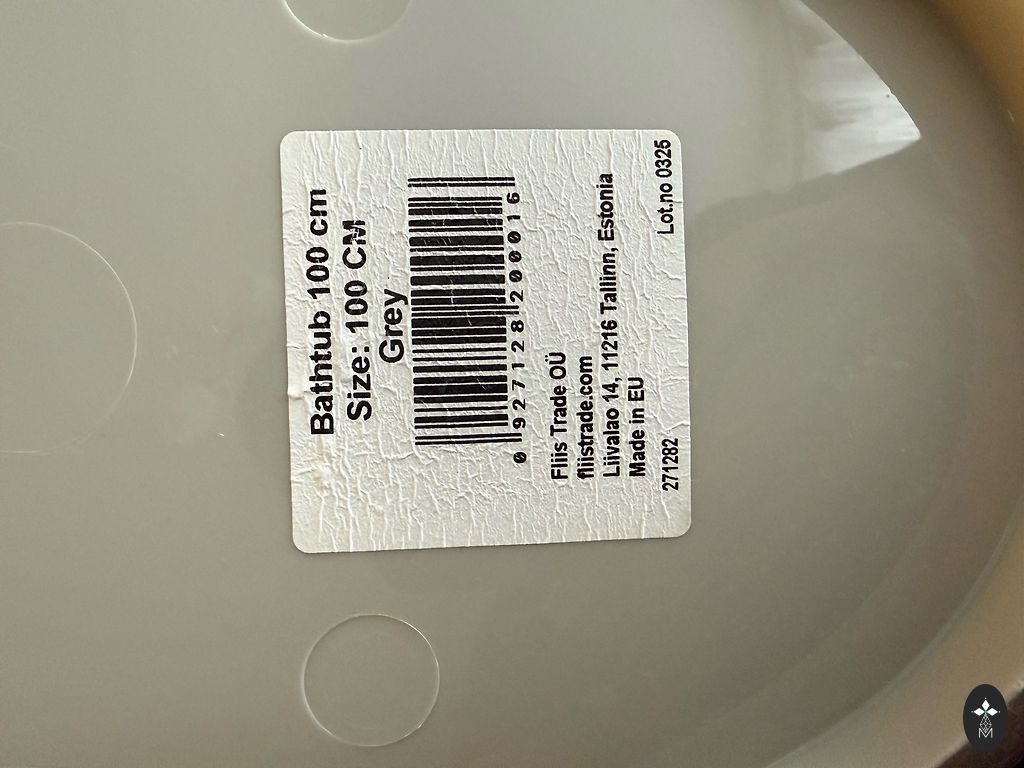 Bathtub 100 cm
Size: 100 CM
Grey
0 927128 200016
Fliis Trade OÜ
fliistrade.com
Liivalao 14, 11216 Tallinn, Estonia
Made in EU
271282
Lot.no 0325
M